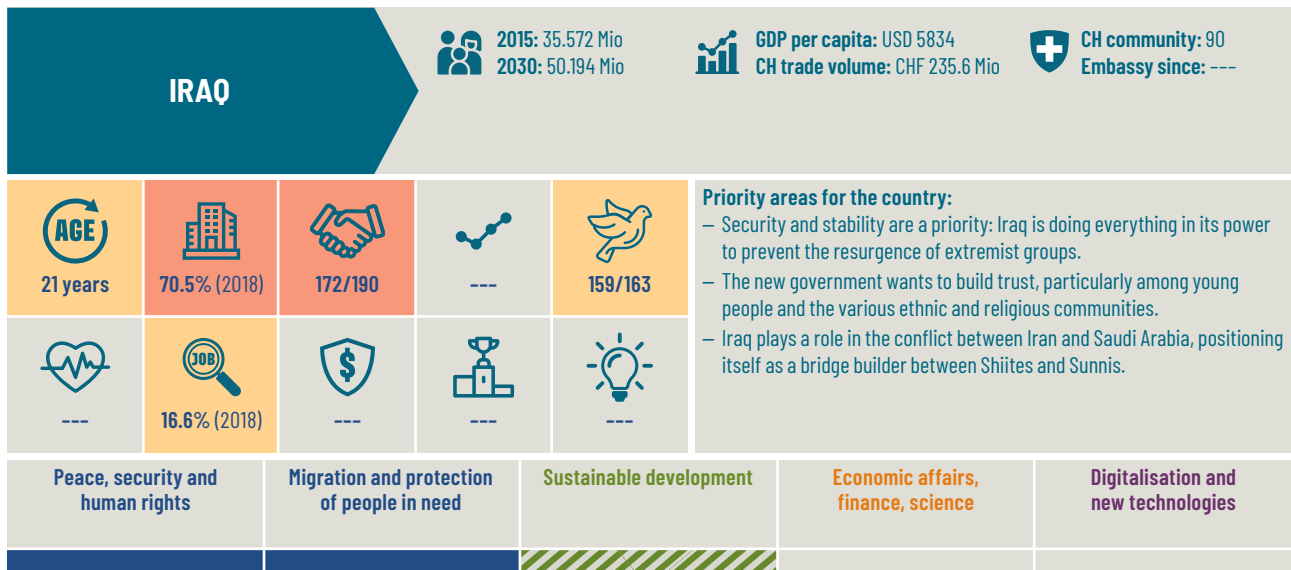 IRAQ
2015: 35.572 Mio
2030: 50.194 Mio
GDP per capita: USD 5834
CH trade volume: CHF 235.6 Mio
CH community: 90
Embassy since: ---
AGE
21 years
70.5% (2018)
172/190
---
159/163
---
JOB
16.6% (2018)
$
---
---
---
Priority areas for the country:
– Security and stability are a priority: Iraq is doing everything in its power
to prevent the resurgence of extremist groups.
– The new government wants to build trust, particularly among young
people and the various ethnic and religious communities.
– Iraq plays a role in the conflict between Iran and Saudi Arabia, positioning
itself as a bridge builder between Shiites and Sunnis.
Peace, security and
human rights
Migration and protection
of people in need
Sustainable development
Economic affairs,
finance, science
Digitalisation and
new technologies